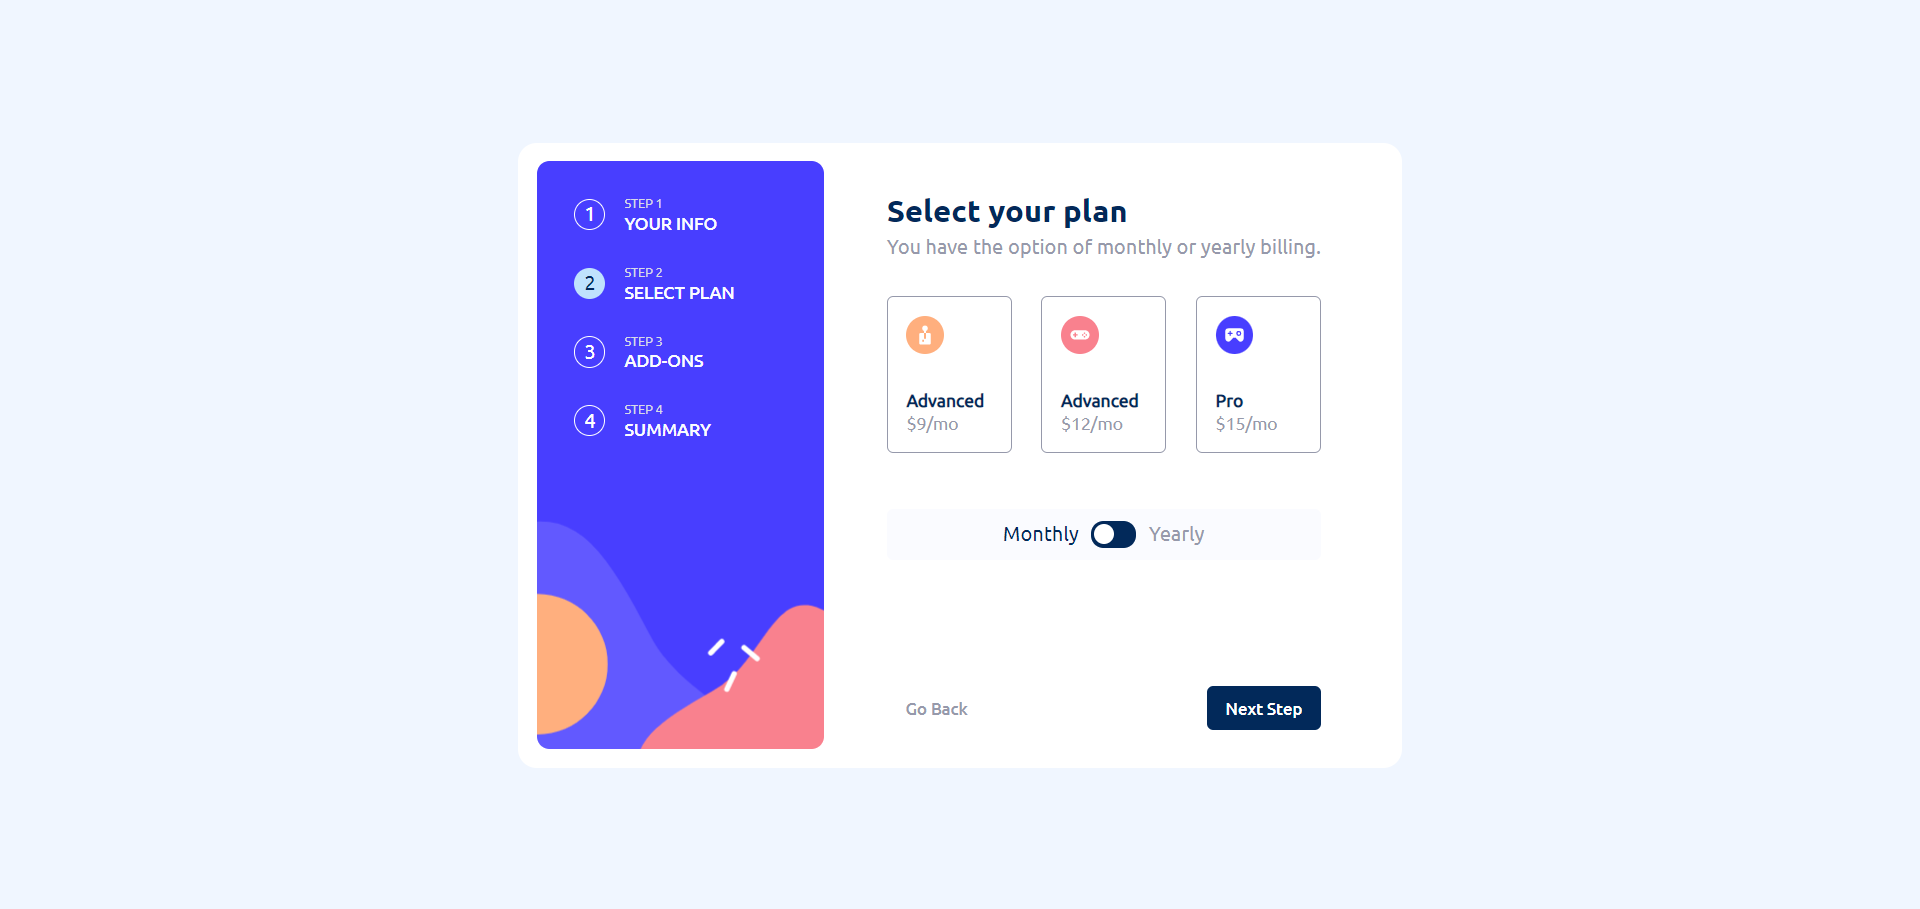 1
STEP 1
YOUR INFO
2
STEP 2
SELECT PLAN
3
STEP 3
ADD-ONS
4
STEP 4
SUMMARY
Select your plan
You have the option of monthly or yearly billing.
Advanced
$9/mo
Advanced
$12/mo
Pro
$15/mo
Monthly Yearly
Go Back Next Step